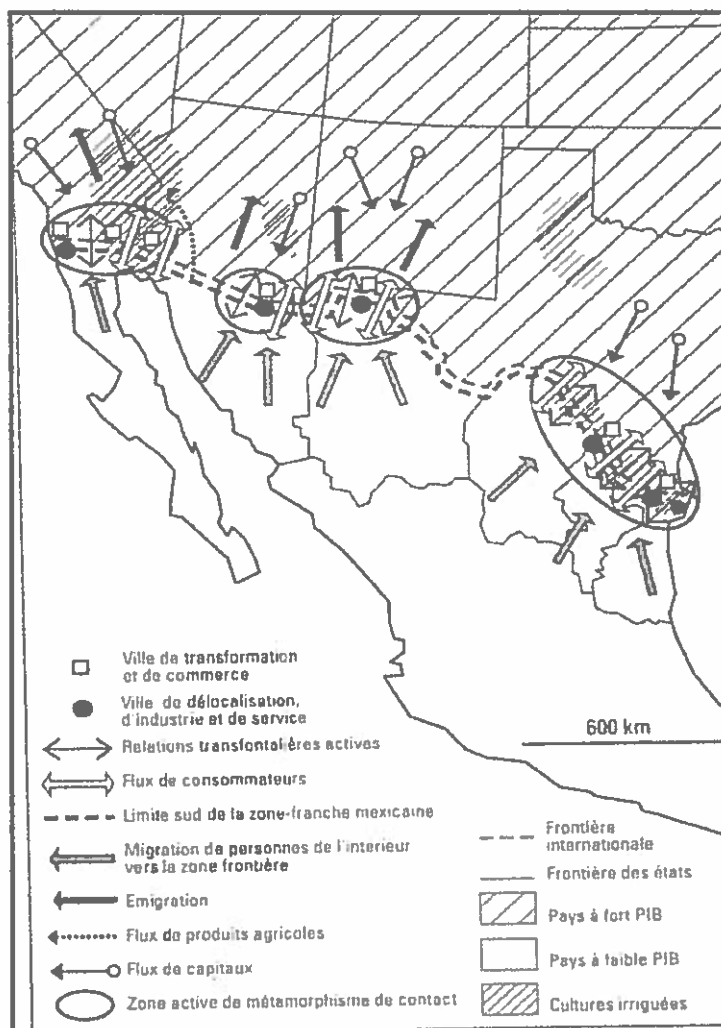 Ville de transformation
et de commerce
Ville de délocalisation,
d'industrie et de service
Relations transfontalières actives
Flux de consommateurs
Limite sud de la zone-franche mexicaine
Migration de personnes de l'intérieur
vers la zone frontière
Emigration
Flux de produits agricoles
Flux de capitaux
Zone active de métamorphisme de contact
600 km
Frontière
internationale
Frontière des états
Pays à fort PIB
Pays à faible PIB
Cultures irriguées